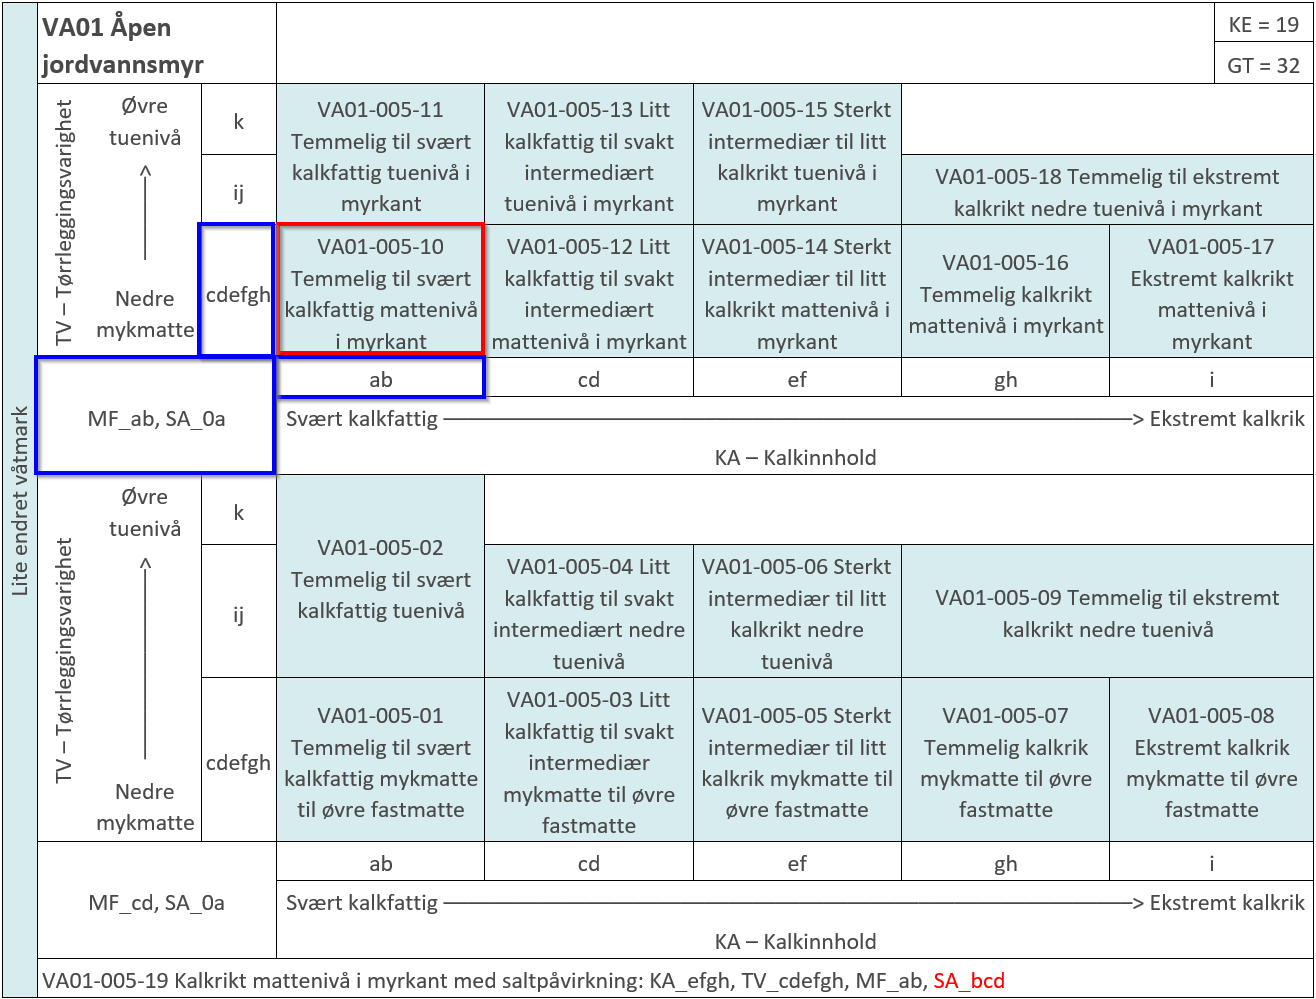 VA01 Åpen
jordvannsmyr
KE = 19
GT = 32
Lite endret våtmark
TV – Tørrleggingsvarighet
Øvre
tuenivå
Nedre
mykmatte
k
ij
cdefgh
VA01-005-11
Temmelig til svært
kalkfattig tuenivå i
myrkant
VA01-005-13 Litt
kalkfattig til svakt
intermediært
tuenivå i myrkant
VA01-005-15 Sterkt
intermediær til litt
kalkrikt tuenivå i
myrkant
VA01-005-18 Temmelig til ekstremt
kalkrikt nedre tuenivå i myrkant
VA01-005-10
Temmelig til svært
kalkfattig mattenivå
i myrkant
VA01-005-12 Litt
kalkfattig til svakt
intermediært
mattenivå i myrkant
VA01-005-14 Sterkt
intermediær til litt
kalkrikt mattenivå i
myrkant
VA01-005-16
Temmelig kalkrikt
mattenivå i myrkant
VA01-005-17
Ekstremt kalkrikt
mattenivå i
myrkant
MF_ab, SA_0a
ab
cd
ef
gh
i
Svært kalkfattig ——> Ekstremt kalkrik
KA – Kalkinnhold
TV – Tørrleggingsvarighet
Øvre
tuenivå
Nedre
mykmatte
k
ij
cdefgh
VA01-005-02
Temmelig til svært
kalkfattig tuenivå
VA01-005-04 Litt
kalkfattig til svakt
intermediært nedre
tuenivå
VA01-005-06 Sterkt
intermediær til litt
kalkrikt nedre
tuenivå
VA01-005-09 Temmelig til ekstremt
kalkrikt nedre tuenivå
VA01-005-01
Temmelig til svært
kalkfattig mykmatte
til øvre fastmatte
VA01-005-03 Litt
kalkfattig til svakt
intermediær
mykmatte til øvre
fastmatte
VA01-005-05 Sterkt
intermediær til litt
kalkrik mykmatte til
øvre fastmatte
VA01-005-07
Temmelig kalkrik
mykmatte til øvre
fastmatte
VA01-005-08
Ekstremt kalkrik
mykmatte til øvre
fastmatte
MF_cd, SA_0a
ab
cd
ef
gh
i
Svært kalkfattig ——> Ekstremt kalkrik
KA – Kalkinnhold
VA01-005-19 Kalkrikt mattenivå i myrkant med saltpåvirkning: KA_efgh, TV_cdefgh, MF_ab, SA_bcd